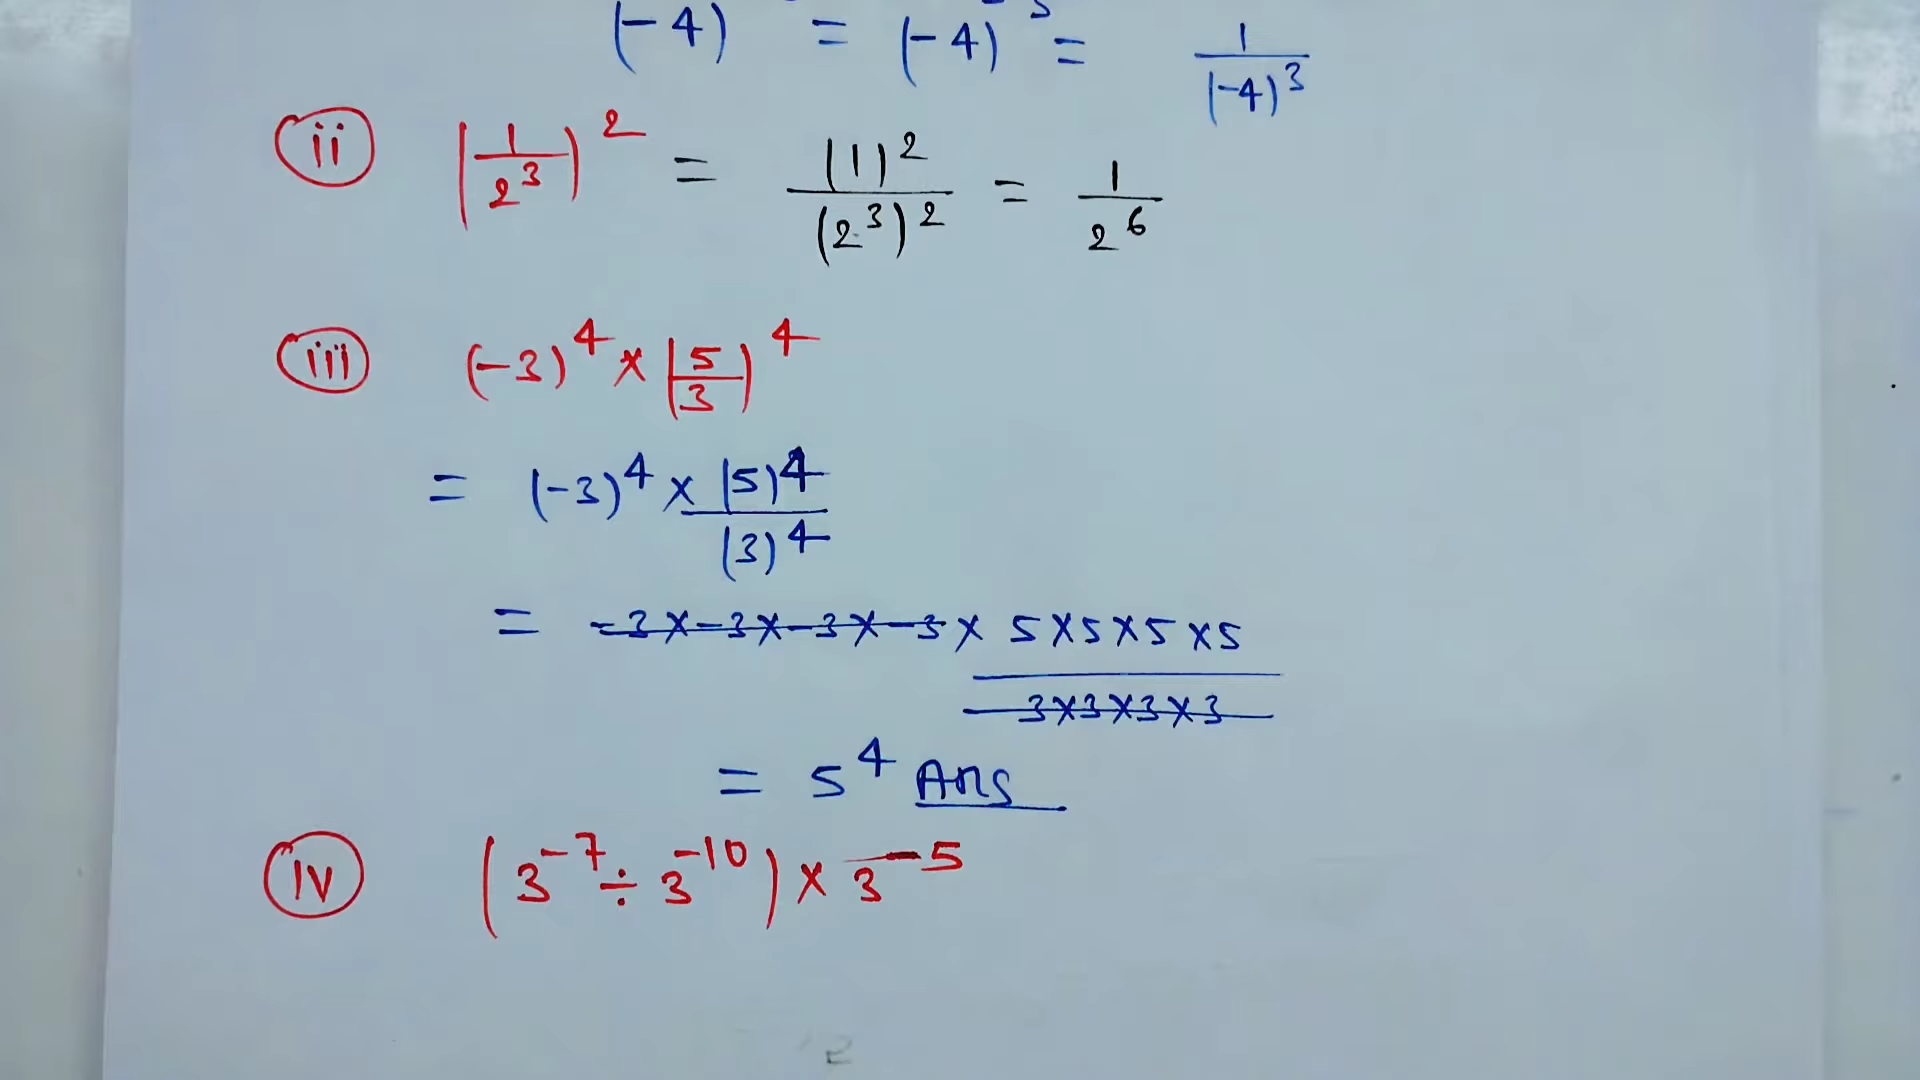 (-4) = (-4)⁻³ = 1/(-4)³
ii (1/2³)² = (1)²/(2³)² = 1/2⁶
iii (-3)⁴ × (5/3)⁴
= (-3)⁴ × (5)⁴/(3)⁴
= -3×-3×-3×-3× 5×5×5×5/3×3×3×3
= 5⁴ Ans
iv (3⁻⁷ ÷ 3⁻¹⁰) × 3⁻⁵